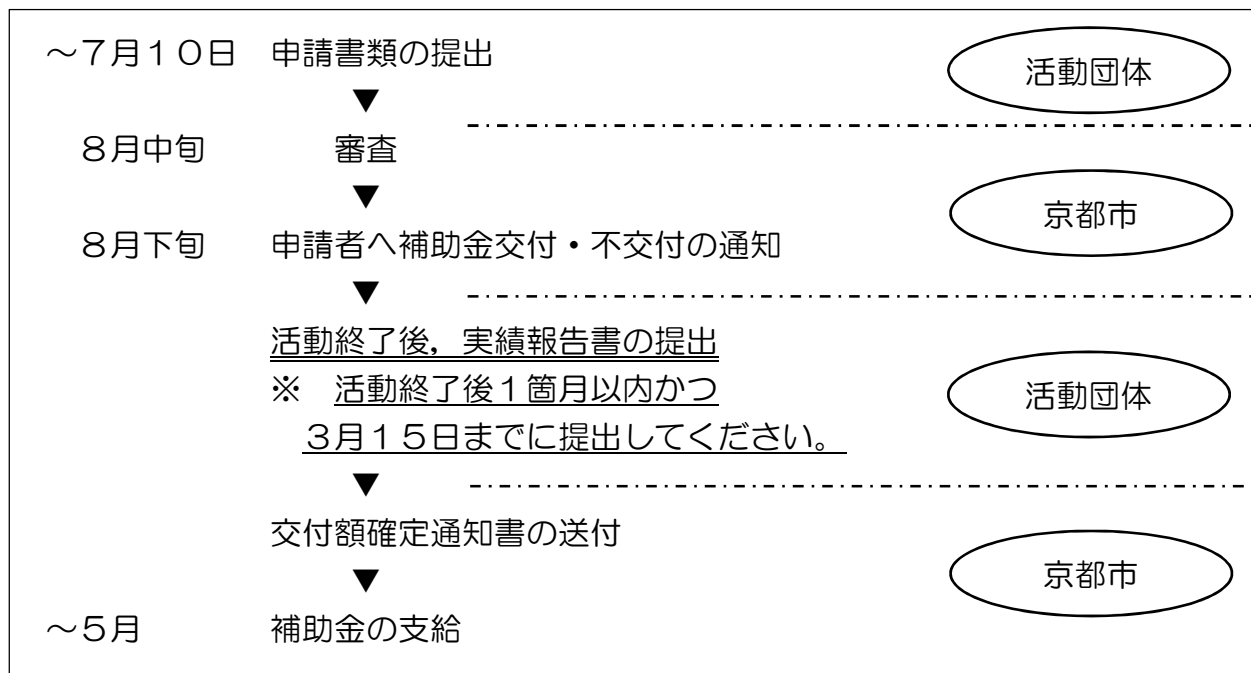 ～７月１０日　申請書類の提出
活動団体
▼
８月中旬　審査
▼
京都市
８月下旬　申請者へ補助金交付・不交付の通知
▼
活動終了後，実績報告書の提出
※　活動終了後１箇月以内かつ
活動団体
３月１５日までに提出してください。
▼
交付額確定通知書の送付
▼
京都市
～５月　補助金の支給